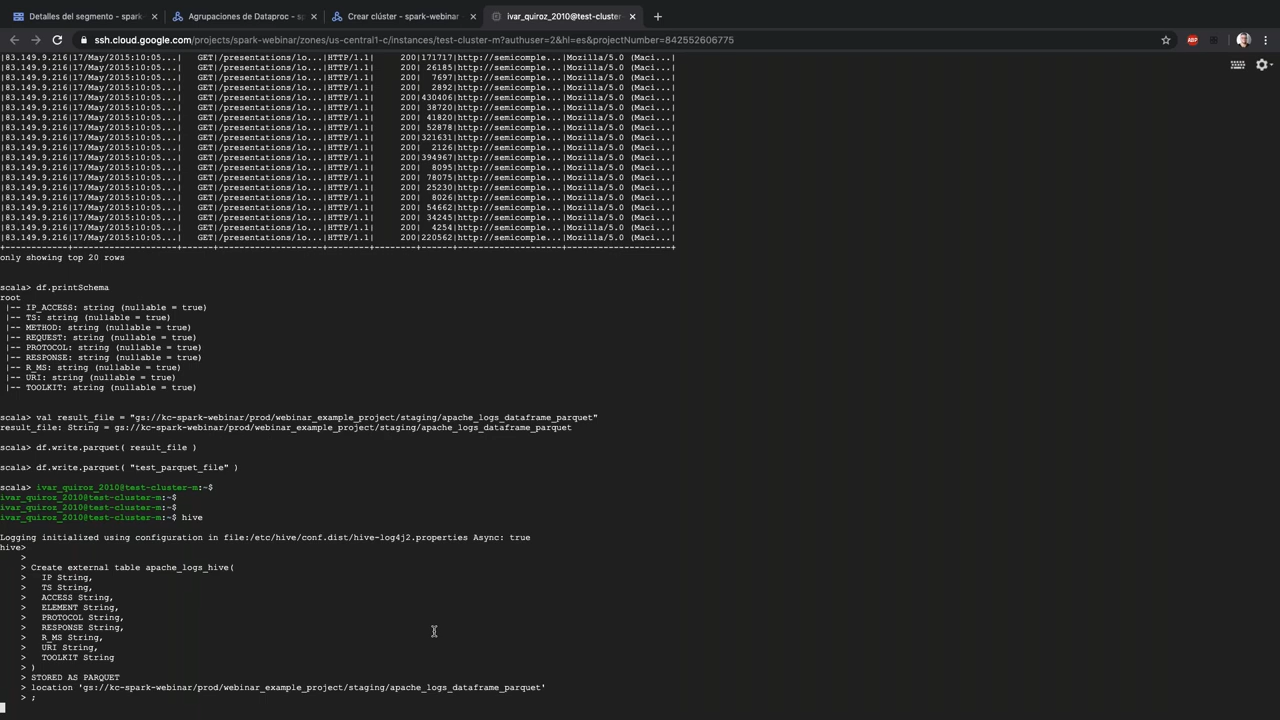 Detalles del segmento - spark-
Agrupaciones de Dataproc - sp
Crear clúster - spark-webinar
ivar_quiroz_2010@test-cluster-
ssh.cloud.google.com/projects/spark-webinar/zones/us-central1-c/instances/test-cluster-m?authuser=2&hl=es&projectNumber=842552606775
|83.149.9.216|17/May/2015:10:05...|   GET|/presentations/lo...|HTTP/1.1|     200|171717|http://semicomple...|Mozilla/5.0 (Maci...|
|83.149.9.216|17/May/2015:10:05...|   GET|/presentations/lo...|HTTP/1.1|     200| 26185|http://semicomple...|Mozilla/5.0 (Maci...|
|83.149.9.216|17/May/2015:10:05...|   GET|/presentations/lo...|HTTP/1.1|     200|  7697|http://semicomple...|Mozilla/5.0 (Maci...|
|83.149.9.216|17/May/2015:10:05...|   GET|/presentations/lo...|HTTP/1.1|     200|  2892|http://semicomple...|Mozilla/5.0 (Maci...|
|83.149.9.216|17/May/2015:10:05...|   GET|/presentations/lo...|HTTP/1.1|     200|430406|http://semicomple...|Mozilla/5.0 (Maci...|
|83.149.9.216|17/May/2015:10:05...|   GET|/presentations/lo...|HTTP/1.1|     200| 38720|http://semicomple...|Mozilla/5.0 (Maci...|
|83.149.9.216|17/May/2015:10:05...|   GET|/presentations/lo...|HTTP/1.1|     200| 41820|http://semicomple...|Mozilla/5.0 (Maci...|
|83.149.9.216|17/May/2015:10:05...|   GET|/presentations/lo...|HTTP/1.1|     200| 52878|http://semicomple...|Mozilla/5.0 (Maci...|
|83.149.9.216|17/May/2015:10:05...|   GET|/presentations/lo...|HTTP/1.1|     200|321631|http://semicomple...|Mozilla/5.0 (Maci...|
|83.149.9.216|17/May/2015:10:05...|   GET|/presentations/lo...|HTTP/1.1|     200|  2126|http://semicomple...|Mozilla/5.0 (Maci...|
|83.149.9.216|17/May/2015:10:05...|   GET|/presentations/lo...|HTTP/1.1|     200|394967|http://semicomple...|Mozilla/5.0 (Maci...|
|83.149.9.216|17/May/2015:10:05...|   GET|/presentations/lo...|HTTP/1.1|     200|  8095|http://semicomple...|Mozilla/5.0 (Maci...|
|83.149.9.216|17/May/2015:10:05...|   GET|/presentations/lo...|HTTP/1.1|     200| 78075|http://semicomple...|Mozilla/5.0 (Maci...|
|83.149.9.216|17/May/2015:10:05...|   GET|/presentations/lo...|HTTP/1.1|     200| 25230|http://semicomple...|Mozilla/5.0 (Maci...|
|83.149.9.216|17/May/2015:10:05...|   GET|/presentations/lo...|HTTP/1.1|     200|  8026|http://semicomple...|Mozilla/5.0 (Maci...|
|83.149.9.216|17/May/2015:10:05...|   GET|/presentations/lo...|HTTP/1.1|     200| 54662|http://semicomple...|Mozilla/5.0 (Maci...|
|83.149.9.216|17/May/2015:10:05...|   GET|/presentations/lo...|HTTP/1.1|     200| 34245|http://semicomple...|Mozilla/5.0 (Maci...|
|83.149.9.216|17/May/2015:10:05...|   GET|/presentations/lo...|HTTP/1.1|     200|  4254|http://semicomple...|Mozilla/5.0 (Maci...|
|83.149.9.216|17/May/2015:10:05...|   GET|/presentations/lo...|HTTP/1.1|     200|220562|http://semicomple...|Mozilla/5.0 (Maci...|
+------------+--------------------+------+--------------------+--------+--------+------+--------------------+--------------------+
only showing top 20 rows
scala> df.printSchema
root
 |-- IP_ACCESS: string (nullable = true)
 |-- TS: string (nullable = true)
 |-- METHOD: string (nullable = true)
 |-- REQUEST: string (nullable = true)
 |-- PROTOCOL: string (nullable = true)
 |-- RESPONSE: string (nullable = true)
 |-- R_MS: string (nullable = true)
 |-- URI: string (nullable = true)
 |-- TOOLKIT: string (nullable = true)
scala> val result_file = "gs://kc-spark-webinar/prod/webinar_example_project/staging/apache_logs_dataframe_parquet"
result_file: String = gs://kc-spark-webinar/prod/webinar_example_project/staging/apache_logs_dataframe_parquet
scala> df.write.parquet( result_file )
scala> df.write.parquet( "test_parquet_file" )
scala> ivar_quiroz_2010@test-cluster-m:~$
ivar_quiroz_2010@test-cluster-m:~$
ivar_quiroz_2010@test-cluster-m:~$
ivar_quiroz_2010@test-cluster-m:~$ hive
Logging initialized using configuration in file:/etc/hive/conf.dist/hive-log4j2.properties Async: true
hive>
    >
    > Create external table apache_logs_hive(
    >   IP String,
    >   TS String,
    >   ACCESS String,
    >   ELEMENT String,
    >   PROTOCOL String,
    >   RESPONSE String,
    >   R_MS String,
    >   URI String,
    >   TOOLKIT String
    > )
    > STORED AS PARQUET
    > location 'gs://kc-spark-webinar/prod/webinar_example_project/staging/apache_logs_dataframe_parquet'
    > ;